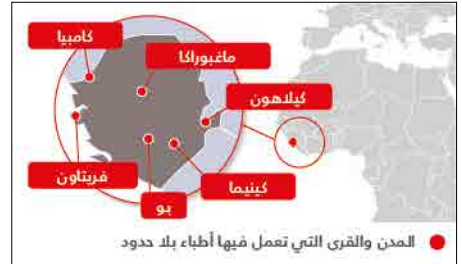 كامبيا
ماغبوراكا
كيلاهون
فريتاون
كينيما
بو
المدن والقرى التي تعمل فيها أطباء بلا حدود